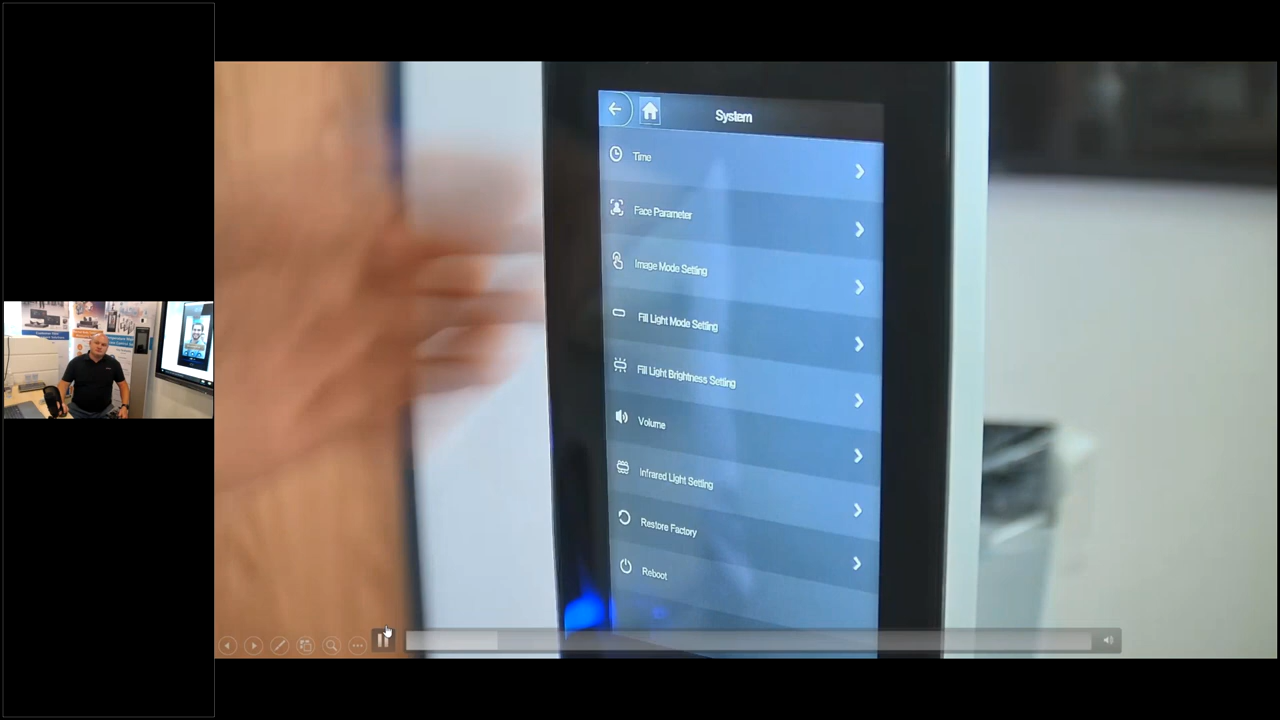 System
Time
Face Parameter
Image Mode Setting
Fill Light Mode Setting
Fill Light Brightness Setting
Volume
Infrared Light Setting
Restore Factory
Reboot